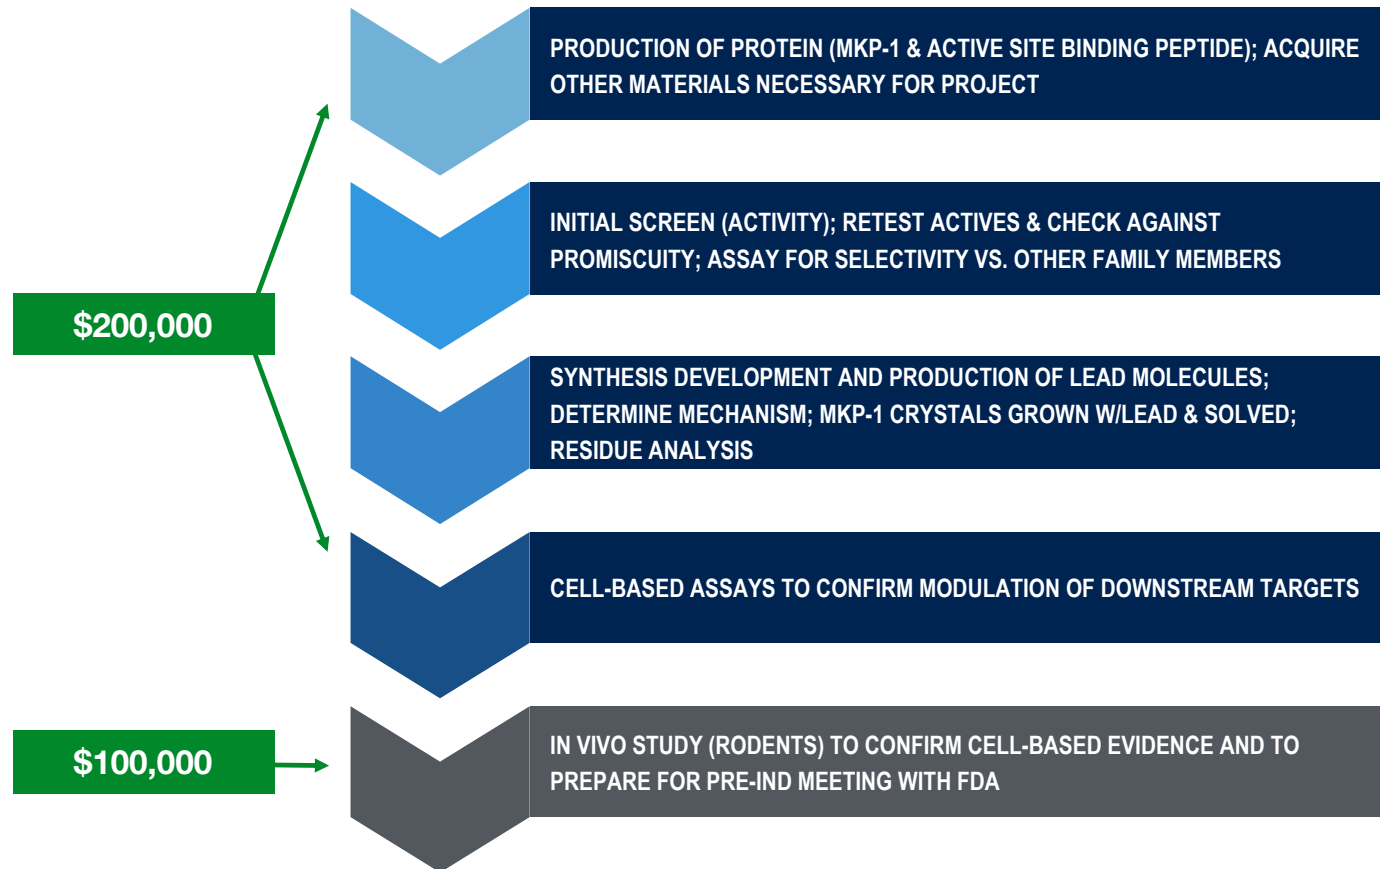 PRODUCTION OF PROTEIN (MKP-1 & ACTIVE SITE BINDING PEPTIDE); ACQUIRE
OTHER MATERIALS NECESSARY FOR PROJECT
INITIAL SCREEN (ACTIVITY); RETEST ACTIVES & CHECK AGAINST
PROMISCUITY; ASSAY FOR SELECTIVITY VS. OTHER FAMILY MEMBERS
$200,000
SYNTHESIS DEVELOPMENT AND PRODUCTION OF LEAD MOLECULES;
DETERMINE MECHANISM; MKP-1 CRYSTALS GROWN W/LEAD & SOLVED;
RESIDUE ANALYSIS
CELL-BASED ASSAYS TO CONFIRM MODULATION OF DOWNSTREAM TARGETS
$100,000
IN VIVO STUDY (RODENTS) TO CONFIRM CELL-BASED EVIDENCE AND TO
PREPARE FOR PRE-IND MEETING WITH FDA